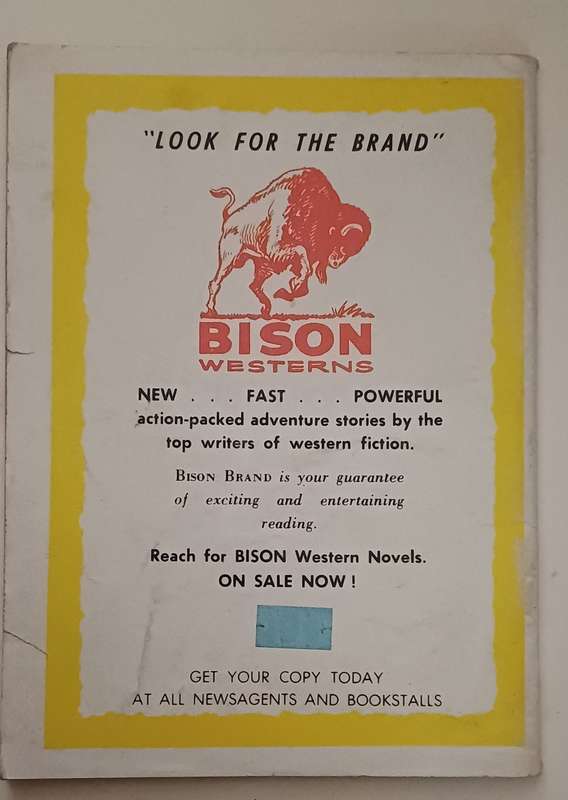 "LOOK FOR THE BRAND"
BISON
WESTERNS
NEW . . . FAST . . . POWERFUL
action-packed adventure stories by the
top writers of western fiction.
BISON BRAND is your guarantee
of exciting and entertaining
reading.
Reach for BISON Western Novels.
ON SALE NOW !
GET YOUR COPY TODAY
AT ALL NEWSAGENTS AND BOOKSTALLS